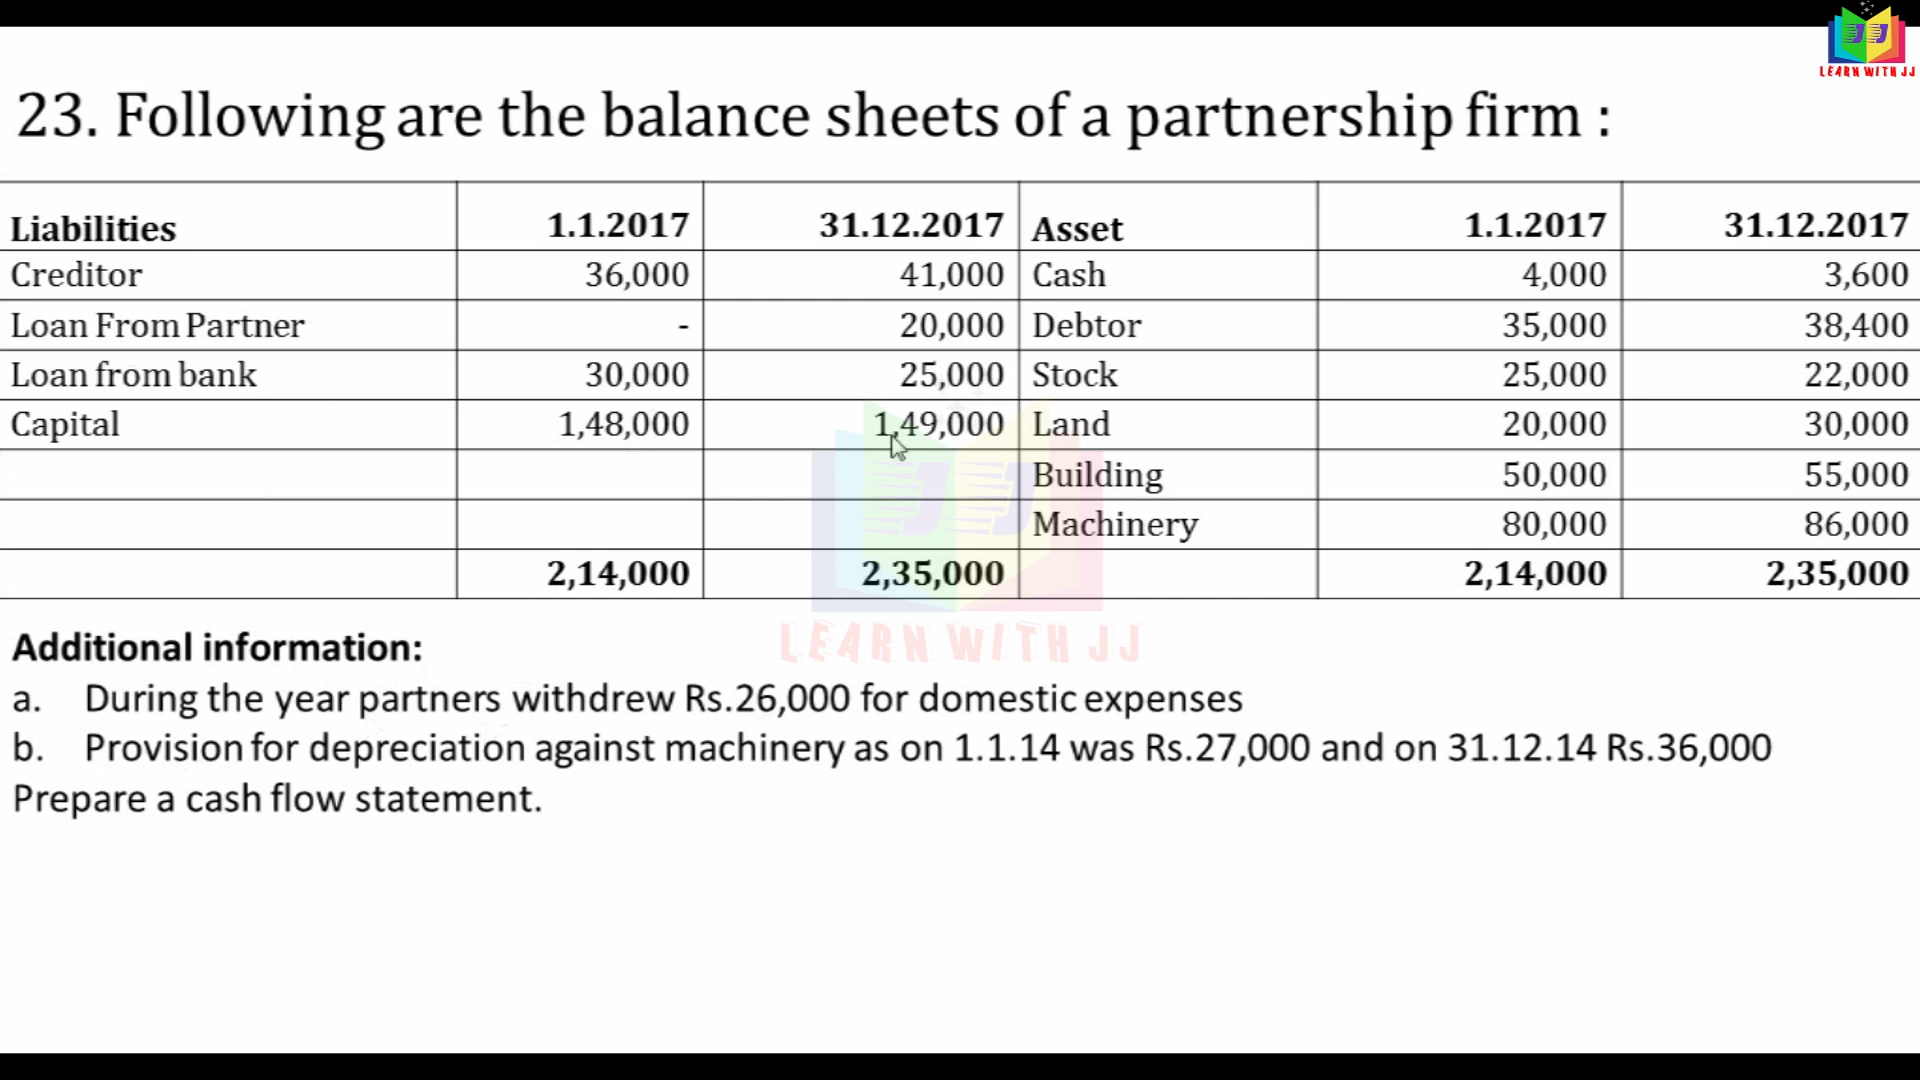 LEARN WITH JJ
23. Following are the balance sheets of a partnership firm :
Liabilities 1.1.2017 31.12.2017 Asset 1.1.2017 31.12.2017
Creditor 36,000 41,000 Cash 4,000 3,600
Loan From Partner - 20,000 Debtor 35,000 38,400
Loan from bank 30,000 25,000 Stock 25,000 22,000
Capital 1,48,000 1,49,000 Land 20,000 30,000
Building 50,000 55,000
Machinery 80,000 86,000
2,14,000 2,35,000 2,14,000 2,35,000
LEARN WITH JJ
Additional information:
a. During the year partners withdrew Rs.26,000 for domestic expenses
b. Provision for depreciation against machinery as on 1.1.14 was Rs.27,000 and on 31.12.14 Rs.36,000
Prepare a cash flow statement.